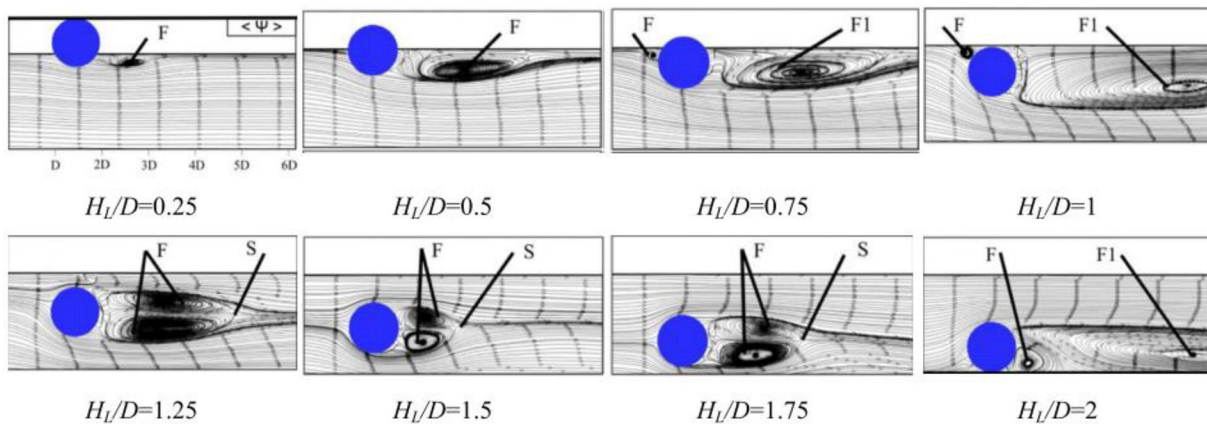 <Ψ>
F
F
F
F1
F
F1
D 2D 3D 4D 5D 6D
H_L/D=0.25
H_L/D=0.5
H_L/D=0.75
H_L/D=1
F
S
F
S
F
S
F
F1
H_L/D=1.25
H_L/D=1.5
H_L/D=1.75
H_L/D=2